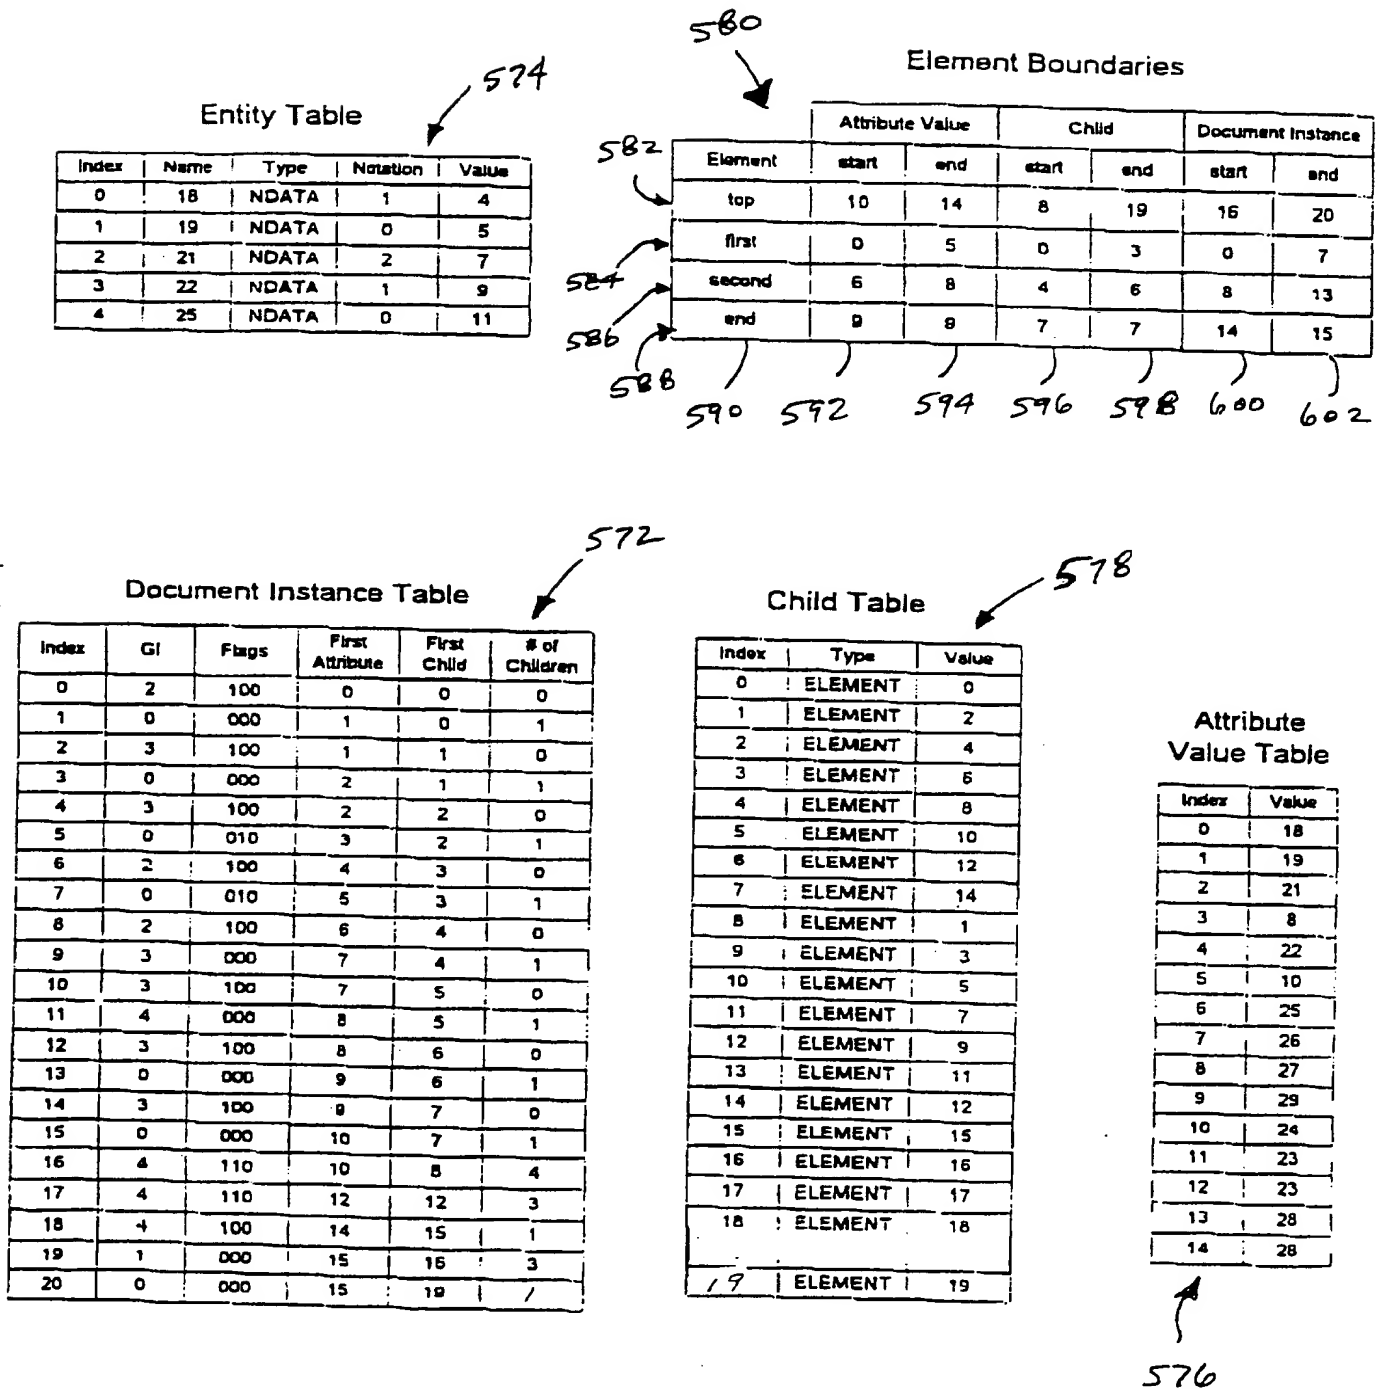 580
Element Boundaries
574
Entity Table
Index Name Type Notation Value
0 18 NDATA 1 4
1 19 NDATA 0 5
2 21 NDATA 2 7
3 22 NDATA 1 9
4 25 NDATA 0 11
Attribute Value Child Document Instance
Element start end start end start end
582
top 10 14 8 19 16 20
first 0 5 0 3 0 7
584
second 6 8 4 6 8 13
586
end 9 9 7 7 14 15
588
590 592 594 596 598 600 602
572
Document Instance Table
Index GI Flags First Attribute First Child # of Children
0 2 100 0 0 0
1 0 000 1 0 1
2 3 100 1 1 0
3 0 000 2 1 1
4 3 100 2 2 0
5 0 010 3 2 1
6 2 100 4 3 0
7 0 010 5 3 1
8 2 100 6 4 0
9 3 000 7 4 1
10 3 100 7 5 0
11 4 000 8 5 1
12 3 100 8 6 0
13 0 000 9 6 1
14 3 100 9 7 0
15 0 000 10 7 1
16 4 110 10 8 4
17 4 110 12 12 3
18 4 100 14 15 1
19 1 000 15 16 3
20 0 000 15 19 1
578
Child Table
Index Type Value
0 ELEMENT 0
1 ELEMENT 2
2 ELEMENT 4
3 ELEMENT 6
4 ELEMENT 8
5 ELEMENT 10
6 ELEMENT 12
7 ELEMENT 14
8 ELEMENT 1
9 ELEMENT 3
10 ELEMENT 5
11 ELEMENT 7
12 ELEMENT 9
13 ELEMENT 11
14 ELEMENT 12
15 ELEMENT 15
16 ELEMENT 16
17 ELEMENT 17
18 ELEMENT 18
19 ELEMENT 19
Attribute
Value Table
Index Value
0 18
1 19
2 21
3 8
4 22
5 10
6 25
7 26
8 27
9 29
10 24
11 23
12 23
13 28
14 28
576